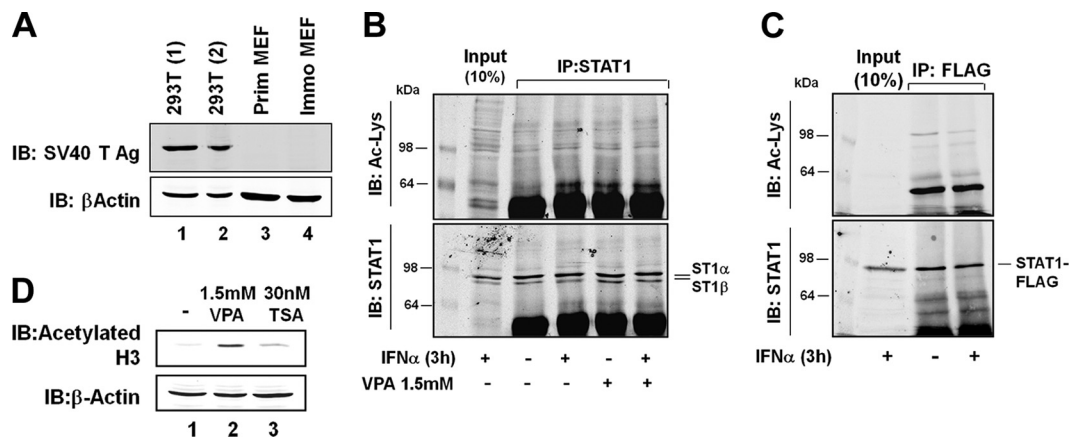 A
293T (1)
293T (2)
Prim MEF
Immo MEF
IB: SV40 T Ag
IB: βActin
1 2 3 4
B
Input
(10%)
IP:STAT1
kDa
IB: Ac-Lys
98
64
IB: STAT1
98
64
ST1α
ST1β
IFNα (3h) + - + - +
VPA 1.5mM - - - + +
C
Input
(10%)
IP: FLAG
kDa
IB: Ac-Lys
98
64
IB: STAT1
98
64
STAT1-
FLAG
IFNα (3h) + - +
D
- 1.5mM VPA 30nM TSA
IB:Acetylated
H3
IB:β-Actin
1 2 3